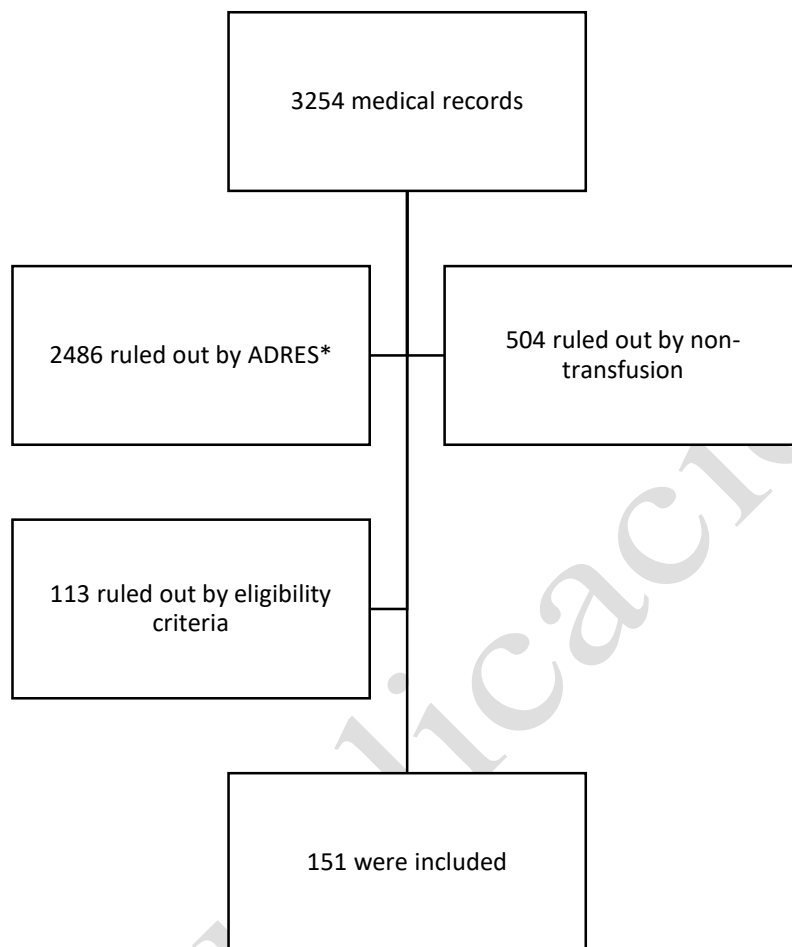 3254 medical records
2486 ruled out by ADRES*
504 ruled out by non-
transfusion
113 ruled out by eligibility
criteria
151 were included